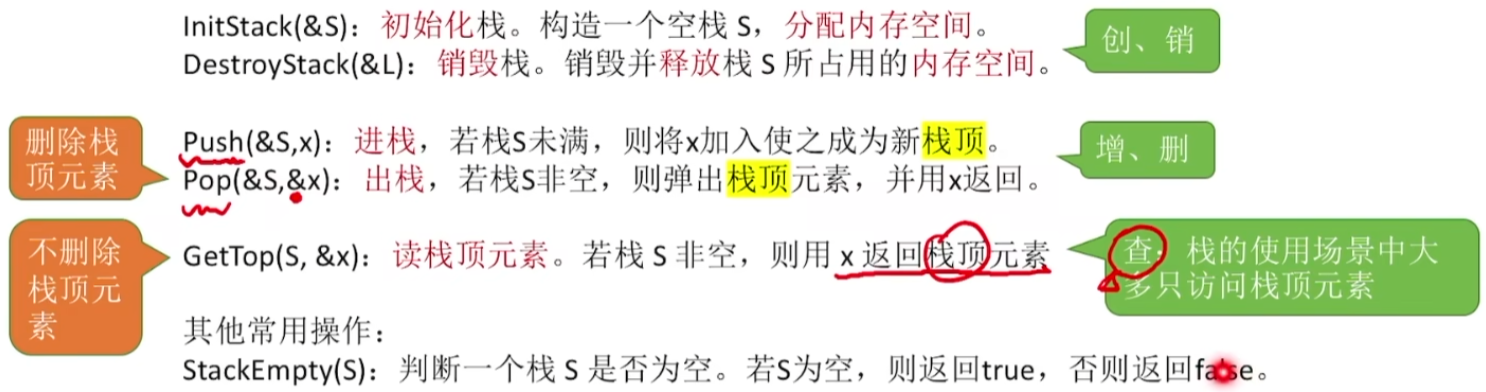 InitStack(&S)：初始化栈。构造一个空栈 S，分配内存空间。
DestroyStack(&L)：销毁栈。销毁并释放栈 S 所占用的内存空间。
创、销
删除栈
顶元素
Push(&S,x)：进栈，若栈S未满，则将x加入使之成为新栈顶。
Pop(&S,&x)：出栈，若栈S非空，则弹出栈顶元素，并用x返回。
增、删
不删除
栈顶元
素
GetTop(S, &x)：读栈顶元素。若栈 S 非空，则用 x 返回栈顶元素
查：栈的使用场景中大
多只访问栈顶元素
其他常用操作：
StackEmpty(S)：判断一个栈 S 是否为空。若S为空，则返回true，否则返回false。